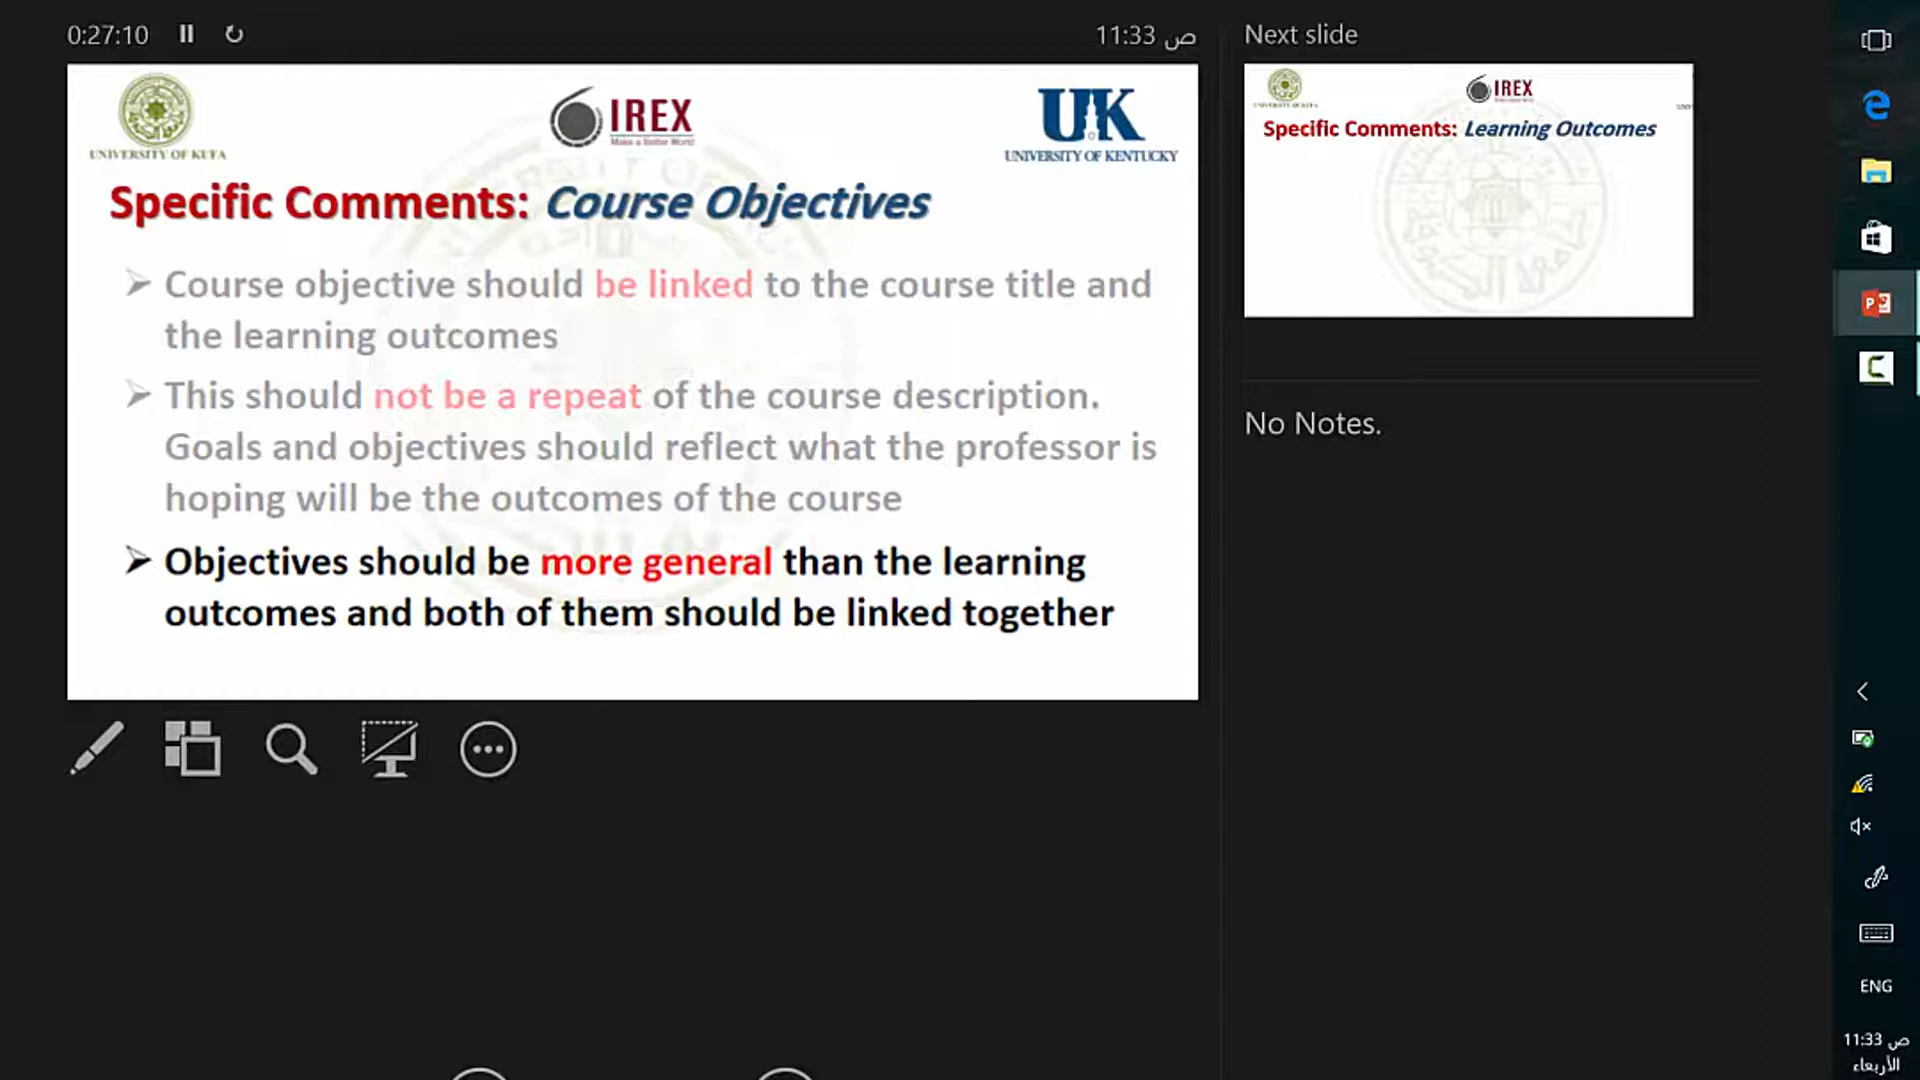 0:27:10
11:33 ص
Next slide
UNIVERSITY OF KUFA
IREX
Make a Better World
UK
UNIVERSITY OF KENTUCKY
Specific Comments: Course Objectives
Course objective should be linked to the course title and
the learning outcomes
This should not be a repeat of the course description.
Goals and objectives should reflect what the professor is
hoping will be the outcomes of the course
Objectives should be more general than the learning
outcomes and both of them should be linked together
UNIVERSITY OF KUFA
IREX
Specific Comments: Learning Outcomes
No Notes.
ENG
11:33 ص
الأربعاء